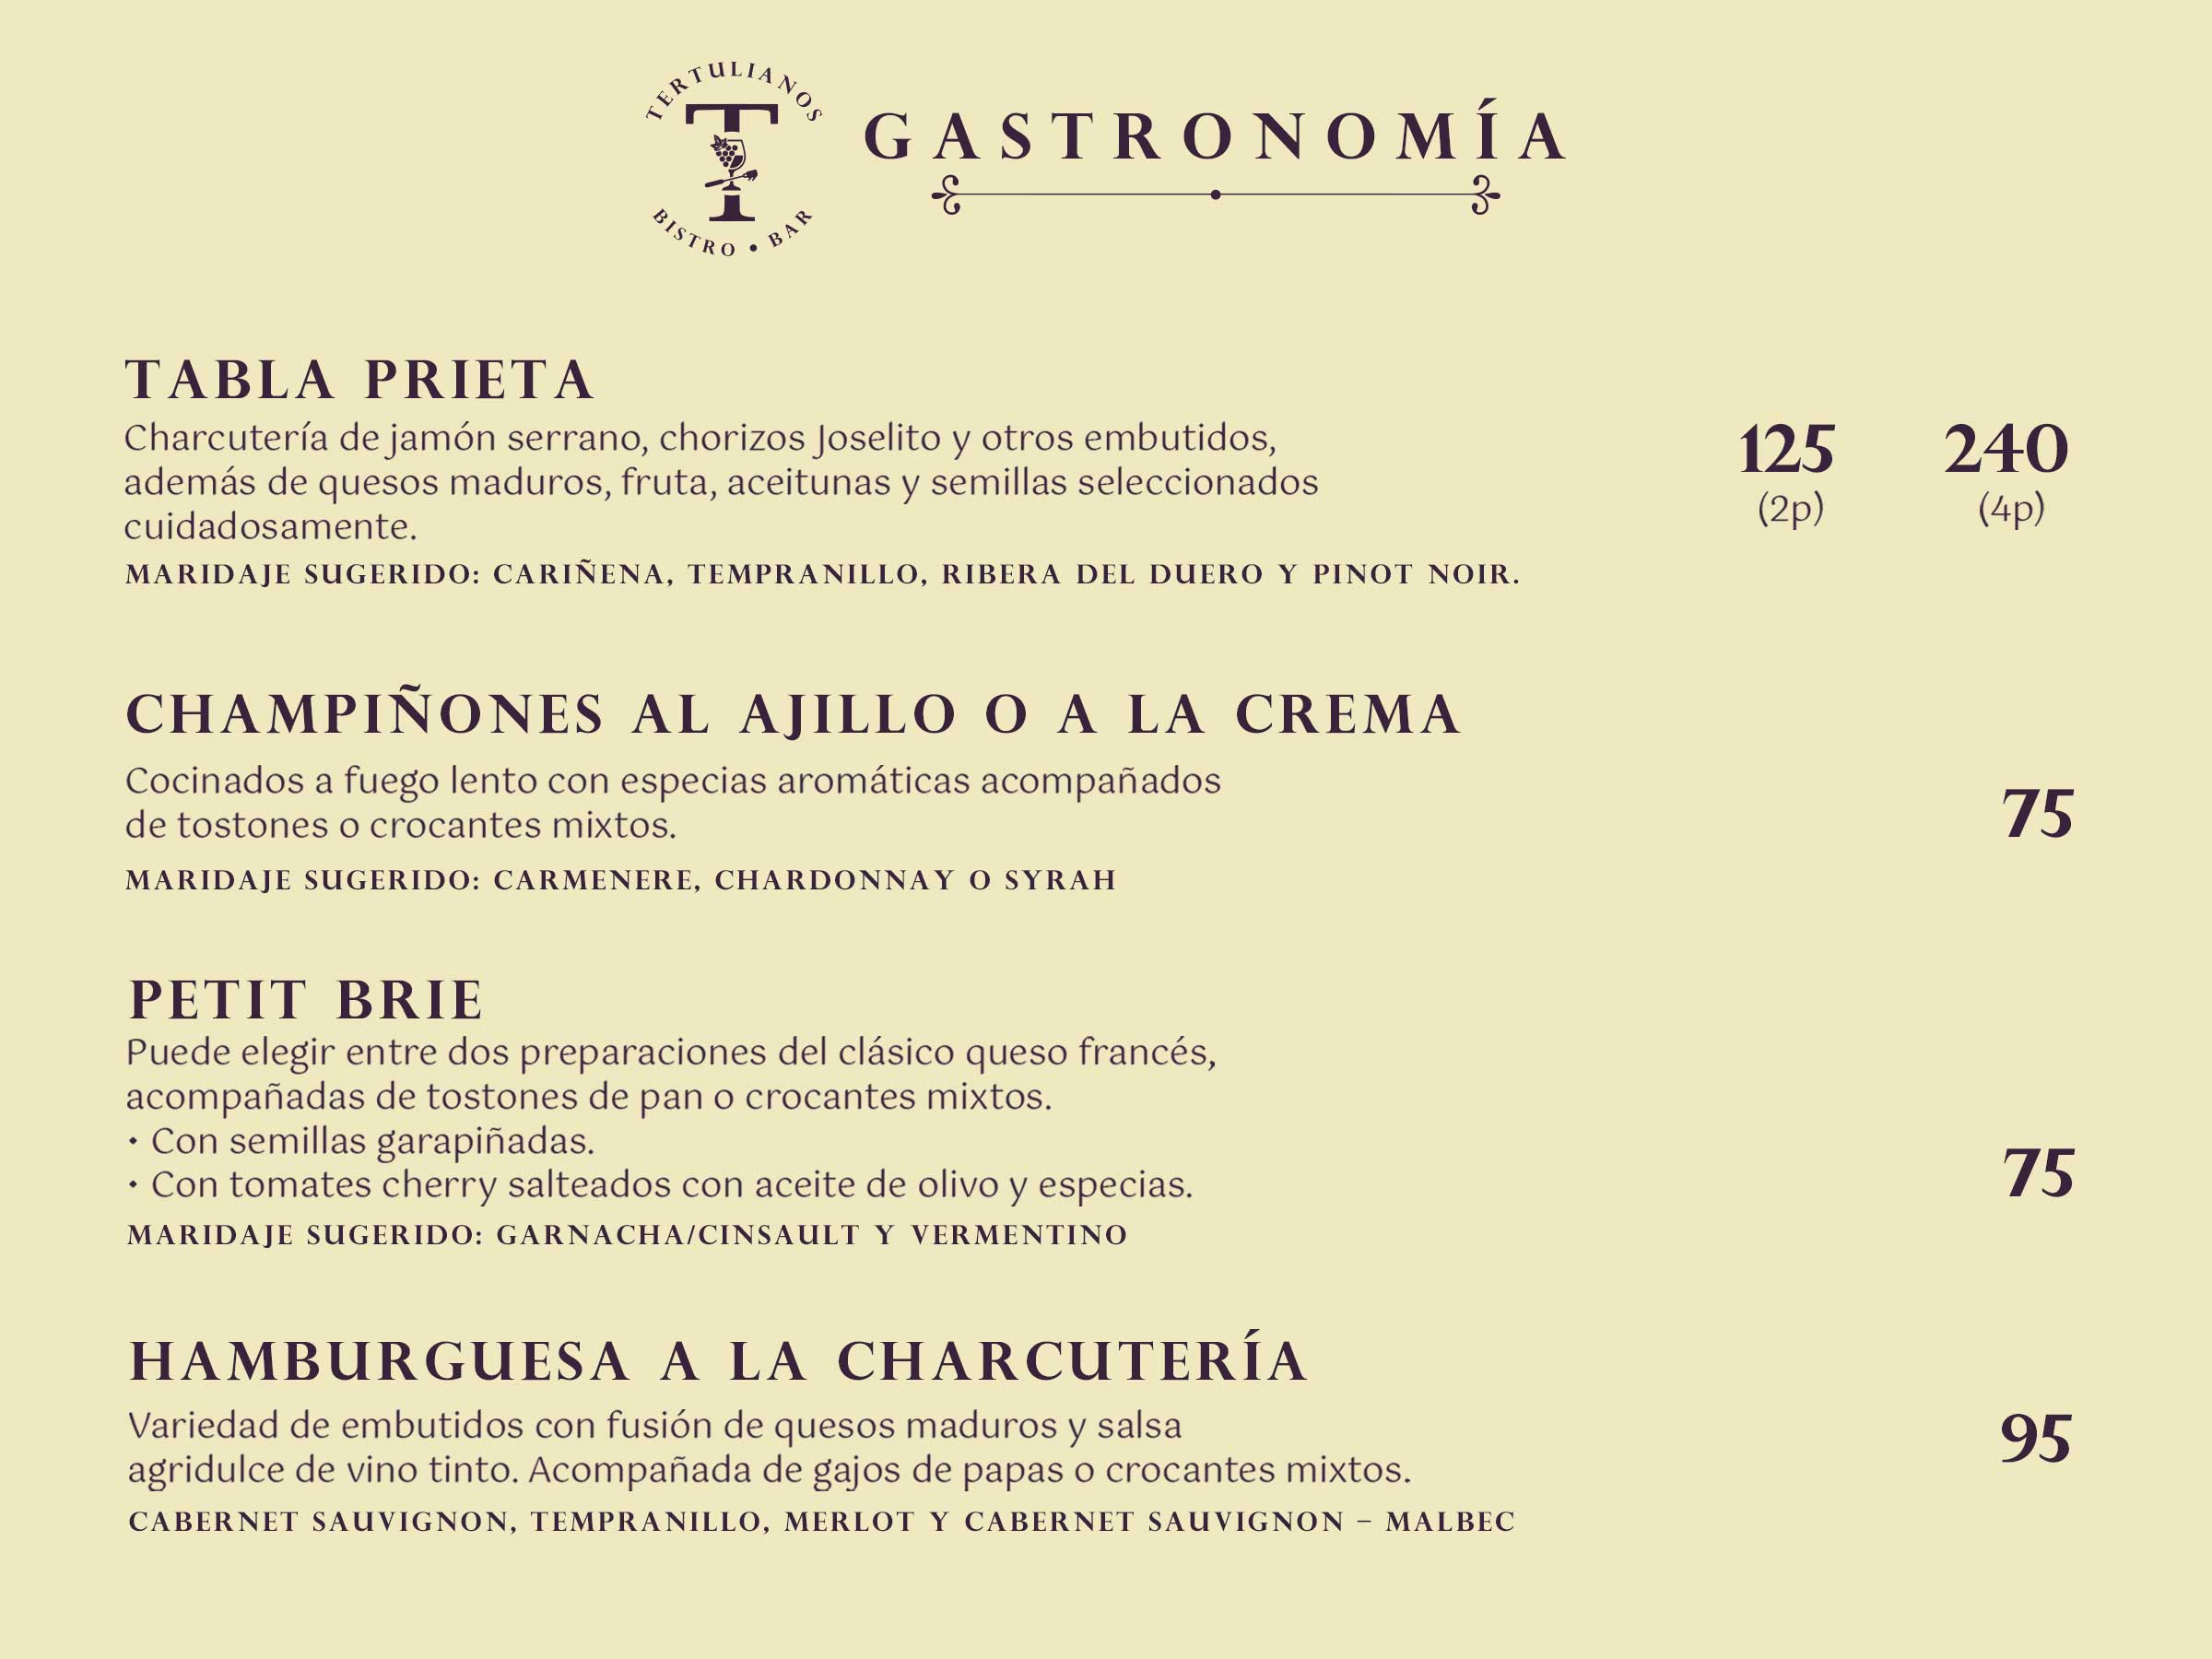 TERTULIANOS
T
BISTRO • BAR
GASTRONOMÍA
TABLA PRIETA
Charcutería de jamón serrano, chorizos Joselito y otros embutidos,
además de quesos maduros, fruta, aceitunas y semillas seleccionados
cuidadosamente.
125 240
(2p) (4p)
MARIDAJE SUGERIDO: CARIÑENA, TEMPRANILLO, RIBERA DEL DUERO Y PINOT NOIR.
CHAMPIÑONES AL AJILLO O A LA CREMA
Cocinados a fuego lento con especias aromáticas acompañados
de tostones o crocantes mixtos.
75
MARIDAJE SUGERIDO: CARMENERE, CHARDONNAY O SYRAH
PETIT BRIE
Puede elegir entre dos preparaciones del clásico queso francés,
acompañadas de tostones de pan o crocantes mixtos.
• Con semillas garapiñadas.
• Con tomates cherry salteados con aceite de olivo y especias.
75
MARIDAJE SUGERIDO: GARNACHA/CINSAULT Y VERMENTINO
HAMBURGUESA A LA CHARCUTERÍA
Variedad de embutidos con fusión de quesos maduros y salsa
agridulce de vino tinto. Acompañada de gajos de papas o crocantes mixtos.
95
CABERNET SAUVIGNON, TEMPRANILLO, MERLOT Y CABERNET SAUVIGNON – MALBEC